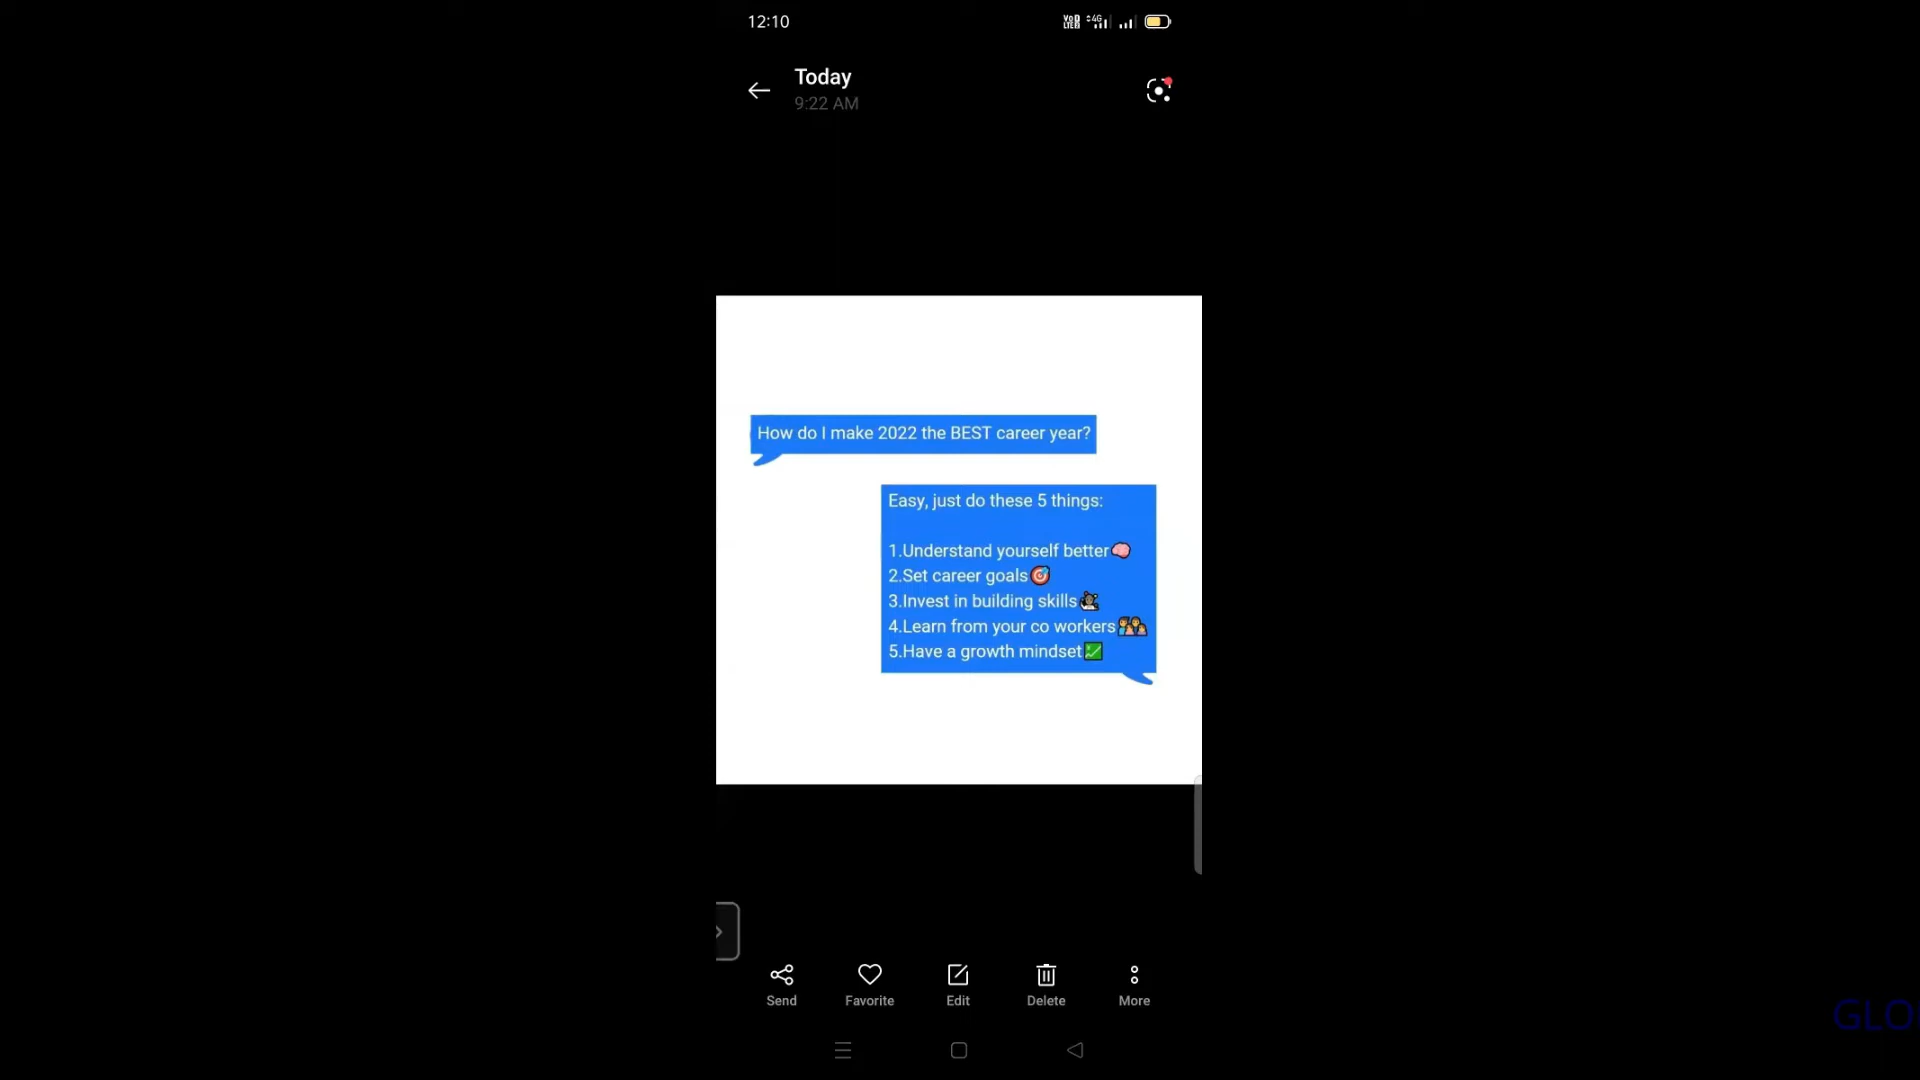 12:10
4G
Today
9:22 AM
How do I make 2022 the BEST career year?
Easy, just do these 5 things:
1.Understand yourself better🧠
2.Set career goals🎯
3.Invest in building skills
4.Learn from your co workers
5.Have a growth mindset💹
Send
Favorite
Edit
Delete
More
GLO